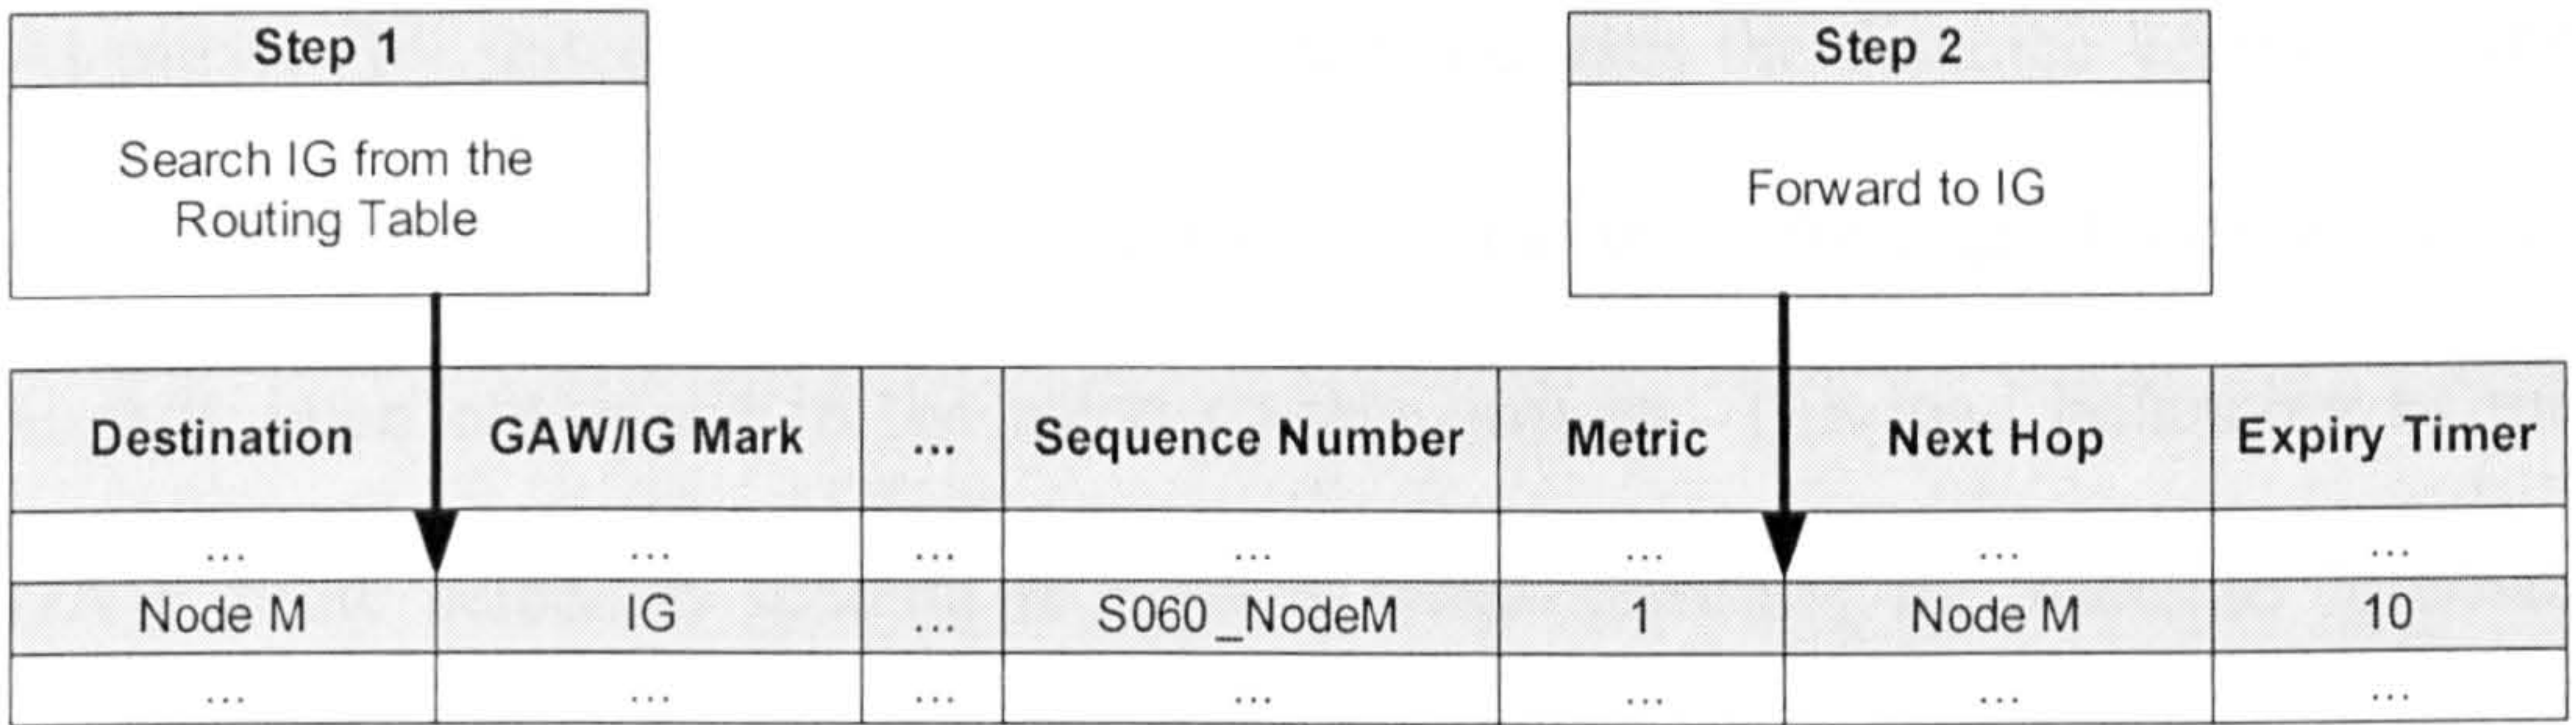 Step 1
Search IG from the
Routing Table
Step 2
Forward to IG
Destination GAW/IG Mark ... Sequence Number Metric Next Hop Expiry Timer
... ... ... ... ... ... ...
Node M IG ... S060_NodeM 1 Node M 10
... ... ... ... ... ... ...